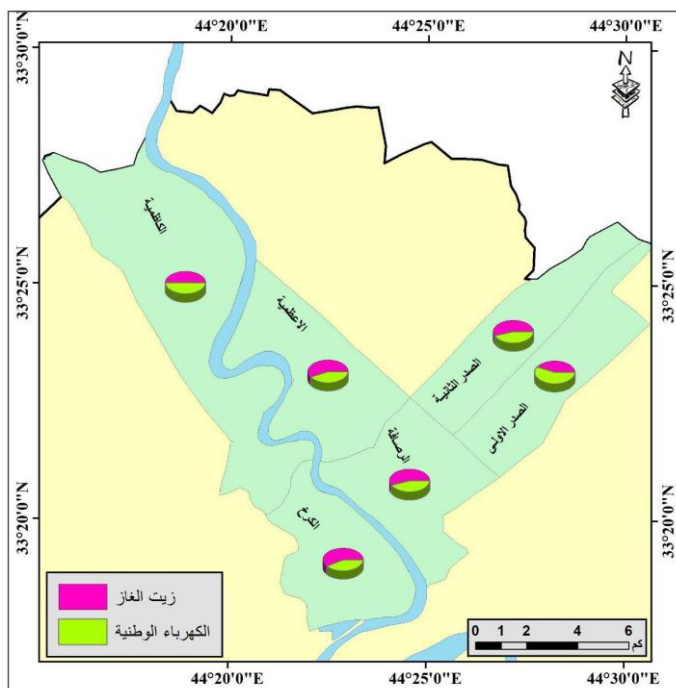 44°20'0"E
44°25'0"E
44°30'0"E
33°30'0"N
N
الكاظمية
33°25'0"N
33°25'0"N
الاعظمية
الصدر الثانية
الصدر الاولى
الرصافة
33°20'0"N
33°20'0"N
الكرخ
زيت الغاز
الكهرباء الوطنية
0 1 2 4 6
كم
44°20'0"E
44°25'0"E
44°30'0"E